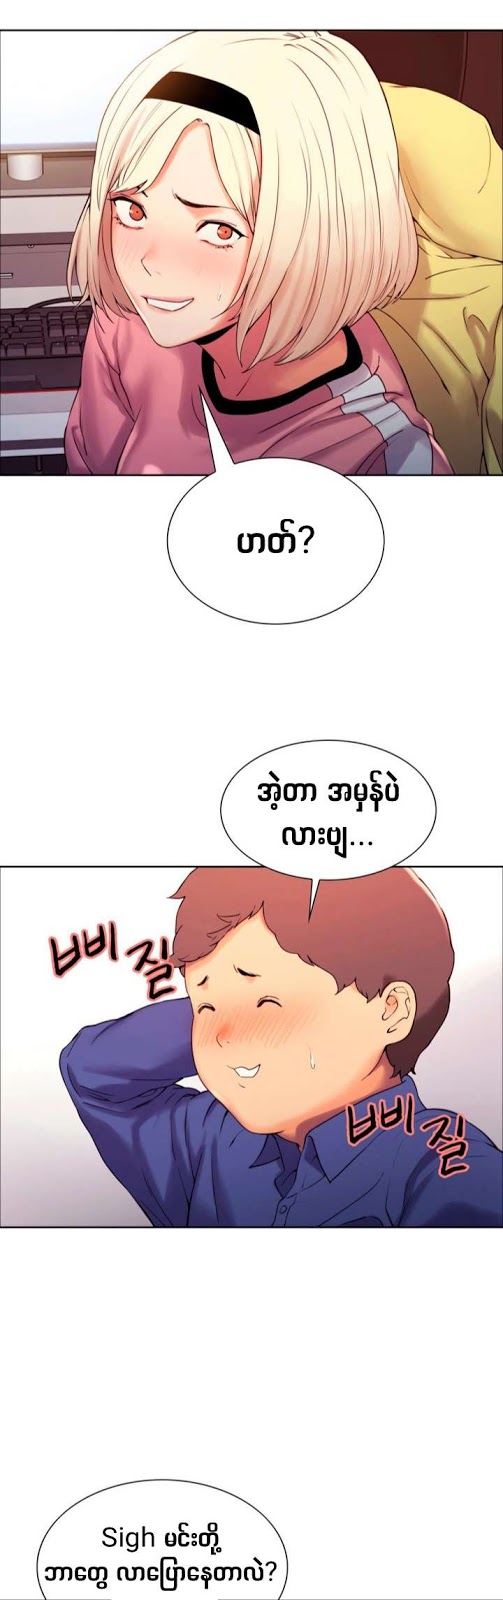 ဟတ်?
အဲ့တာ အမှန်ပဲ
လားဗျ...
삐질
삐질
Sigh မင်းတို့
ဘာတွေ လာပြောနေတာလဲ?